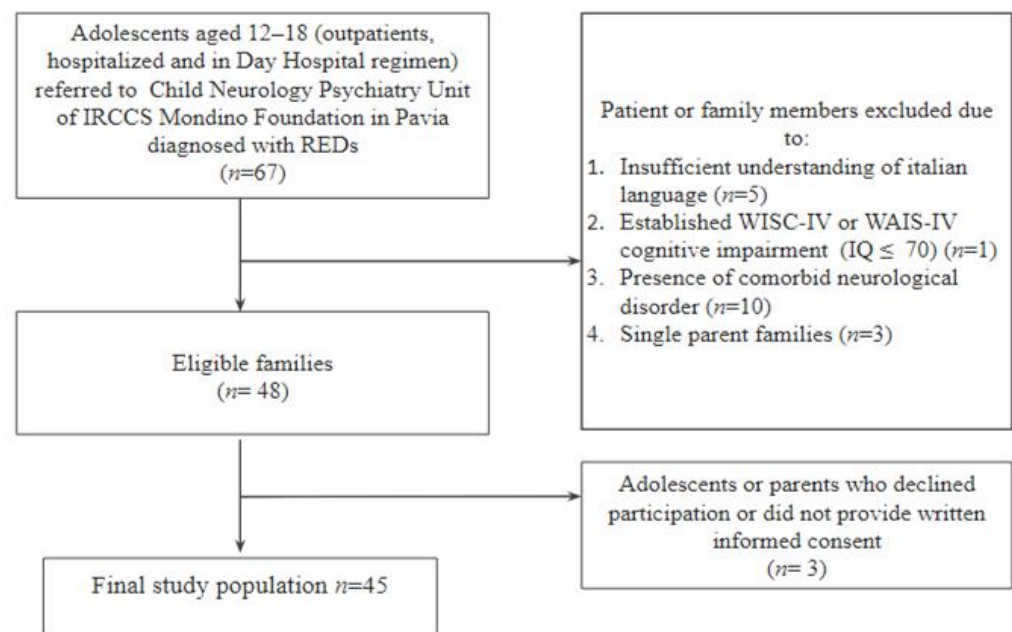 Adolescents aged 12–18 (outpatients,
hospitalized and in Day Hospital regimen)
referred to Child Neurology Psychiatry Unit
of IRCCS Mondino Foundation in Pavia
diagnosed with REDs
(n=67)
Patient or family members excluded due
to:
1. Insufficient understanding of italian
language (n=5)
2. Established WISC-IV or WAIS-IV
cognitive impairment (IQ ≤ 70) (n=1)
3. Presence of comorbid neurological
disorder (n=10)
4. Single parent families (n=3)
Eligible families
(n= 48)
Adolescents or parents who declined
participation or did not provide written
informed consent
(n= 3)
Final study population n=45